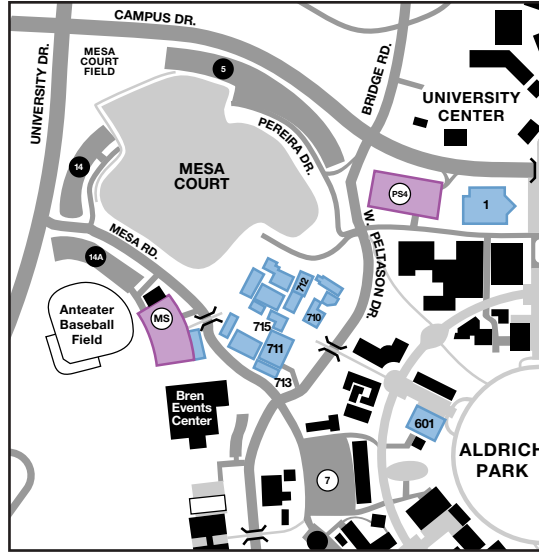 CAMPUS DR.
UNIVERSITY DR.
MESA
COURT
FIELD
5
BRIDGE RD.
UNIVERSITY
CENTER
PEREIRA DR.
14
MESA
COURT
PS4
1
MESA RD.
W. PELTASON DR.
14A
712
710
Anteater
Baseball
Field
MS
715
711
713
Bren
Events
Center
601
ALDRICH
PARK
7